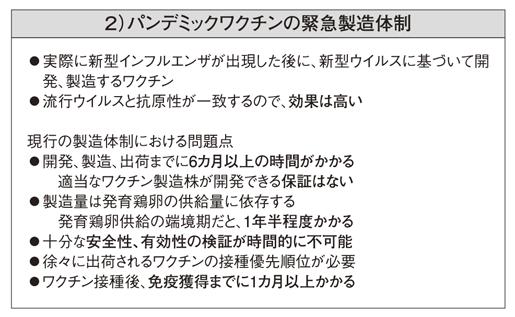 2）パンデミックワクチンの緊急製造体制
●実際に新型インフルエンザが出現した後に、新型ウイルスに基づいて開
発、製造するワクチン
●流行ウイルスと抗原性が一致するので、効果は高い
現行の製造体制における問題点
●開発、製造、出荷までに6カ月以上の時間がかかる
適当なワクチン製造株が開発できる保証はない
●製造量は発育鶏卵の供給量に依存する
発育鶏卵供給の端境期だと、1年半程度かかる
●十分な安全性、有効性の検証が時間的に不可能
●徐々に出荷されるワクチンの接種優先順位が必要
●ワクチン接種後、免疫獲得までに1カ月以上かかる